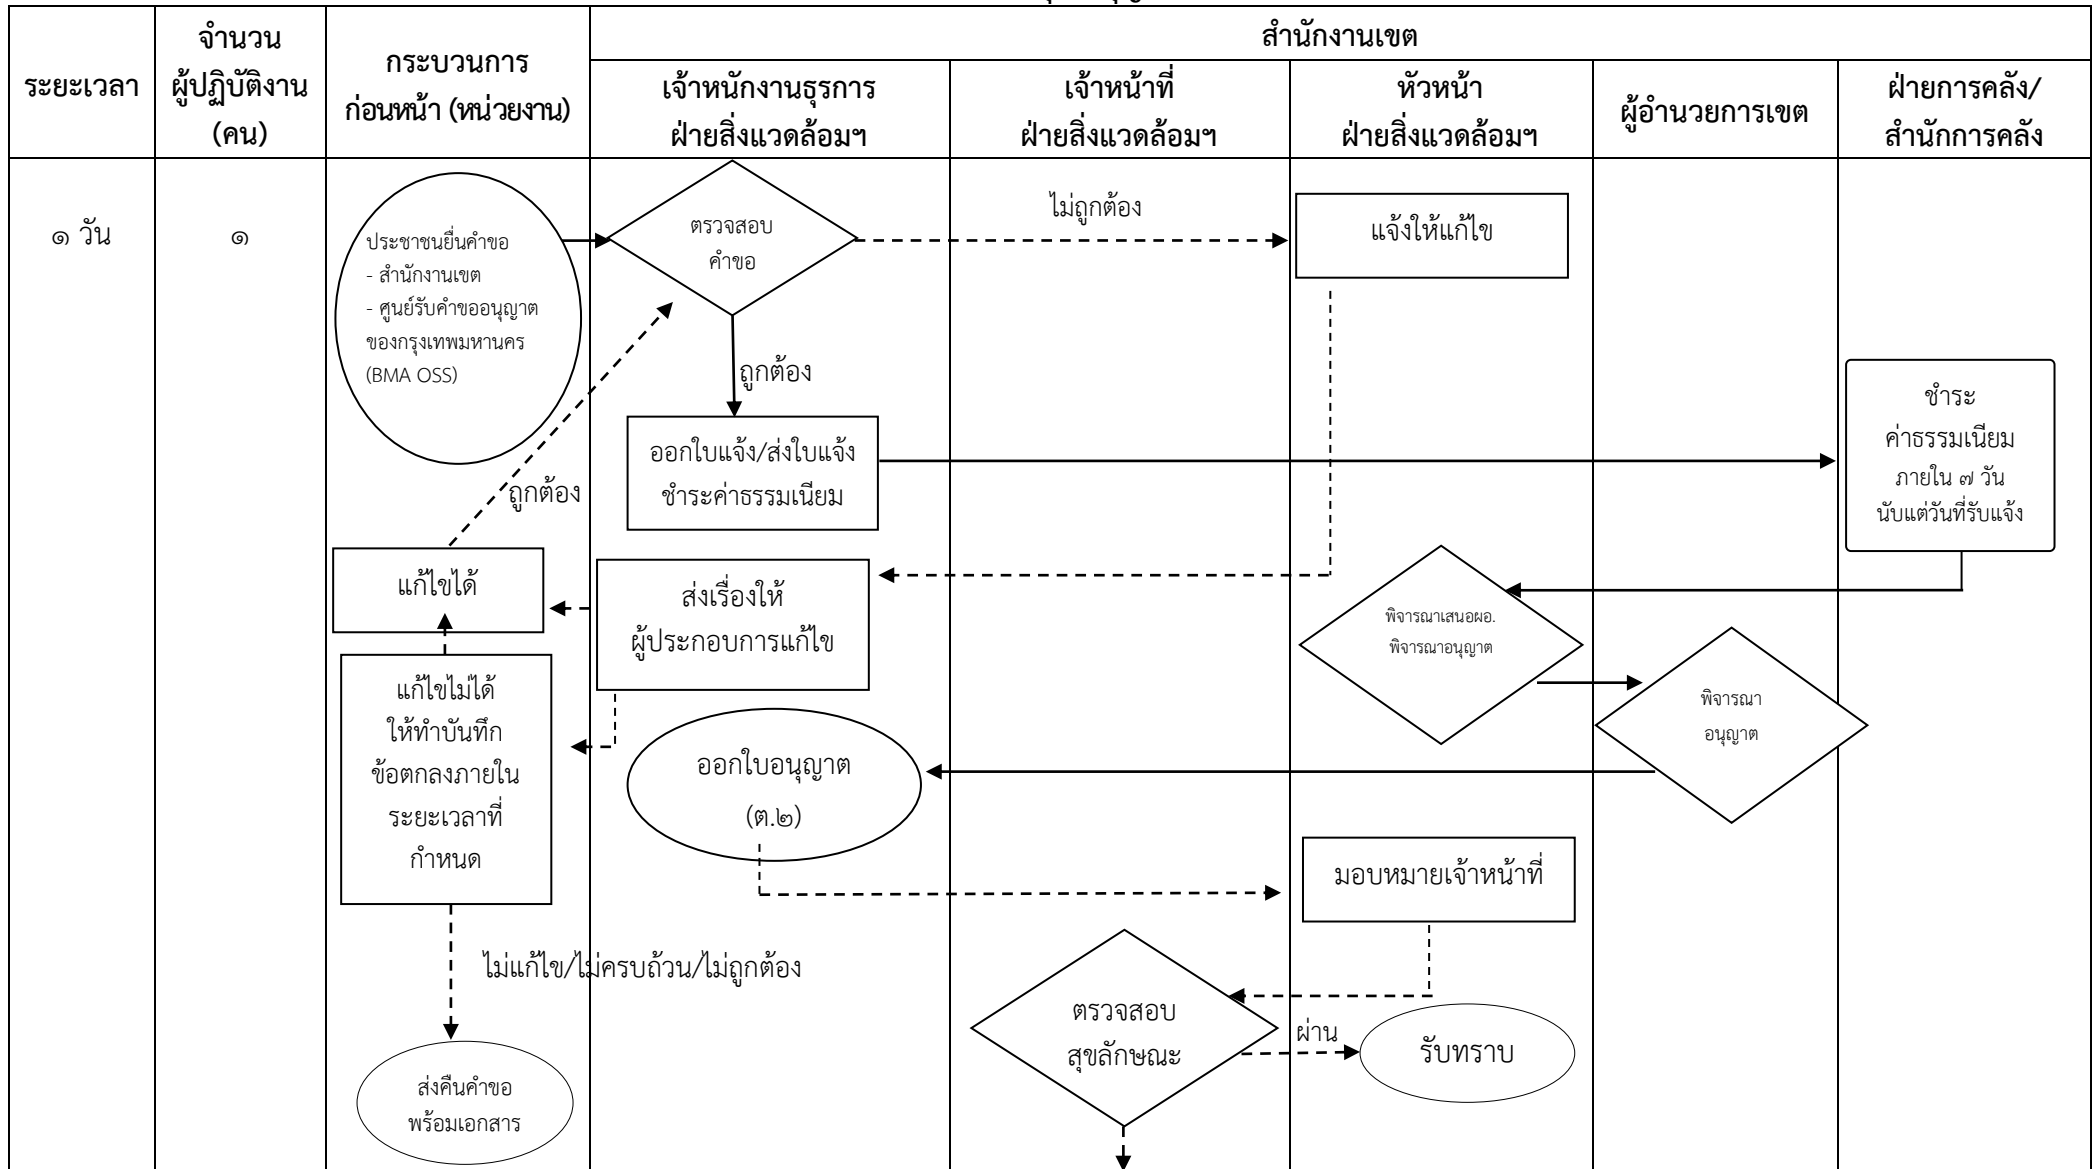 สำนักงานเขต
ระยะเวลา
จำนวน
ผู้ปฏิบัติงาน
(คน)
กระบวนการ
ก่อนหน้า (หน่วยงาน)
เจ้าหนักงานธุรการ
ฝ่ายสิ่งแวดล้อมฯ
เจ้าหน้าที่
ฝ่ายสิ่งแวดล้อมฯ
หัวหน้า
ฝ่ายสิ่งแวดล้อมฯ
ผู้อำนวยการเขต
ฝ่ายการคลัง/
สำนักการคลัง
๑ วัน
๑
ประชาชนยื่นคำขอ
- สำนักงานเขต
- ศูนย์รับคำขออนุญาต
ของกรุงเทพมหานคร
(BMA OSS)
ตรวจสอบ
คำขอ
ไม่ถูกต้อง
แจ้งให้แก้ไข
ถูกต้อง
ออกใบแจ้ง/ส่งใบแจ้ง
ชำระค่าธรรมเนียม
ชำระ
ค่าธรรมเนียม
ภายใน ๗ วัน
นับแต่วันที่รับแจ้ง
ถูกต้อง
แก้ไขได้
ส่งเรื่องให้
ผู้ประกอบการแก้ไข
พิจารณาเสนอผอ.
พิจารณาอนุญาต
พิจารณา
อนุญาต
แก้ไขไม่ได้
ให้ทำบันทึก
ข้อตกลงภายใน
ระยะเวลาที่
กำหนด
ออกใบอนุญาต
(ต.๒)
มอบหมายเจ้าหน้าที่
ไม่แก้ไข/ไม่ครบถ้วน/ไม่ถูกต้อง
ตรวจสอบ
สุขลักษณะ
ผ่าน
รับทราบ
ส่งคืนคำขอ
พร้อมเอกสาร